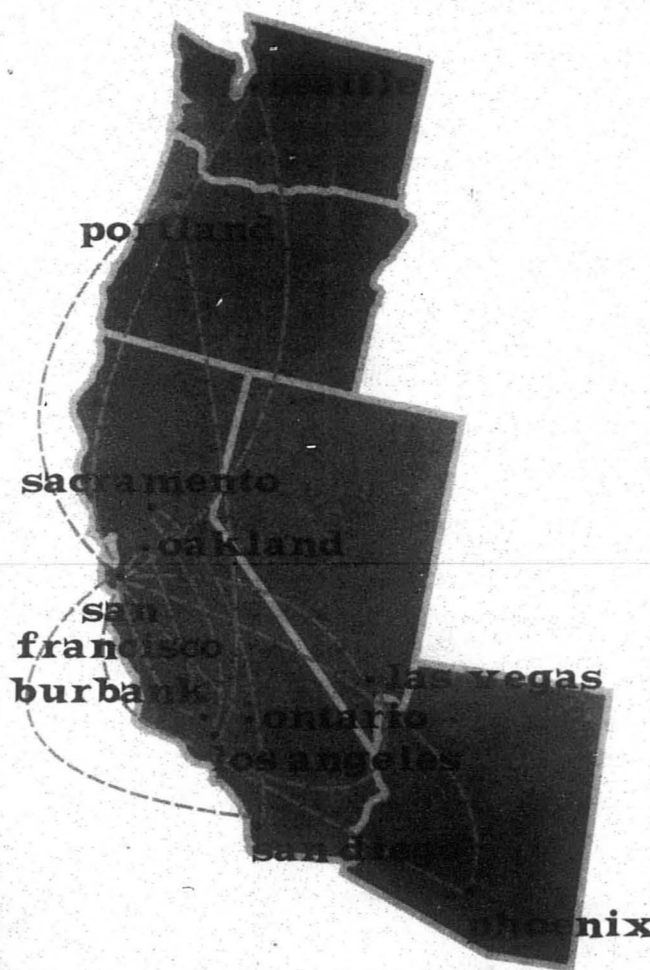 seattle
portland
sacramento
oakland
san
francisco
burbank
las vegas
ontario
los angeles
san diego
phoenix